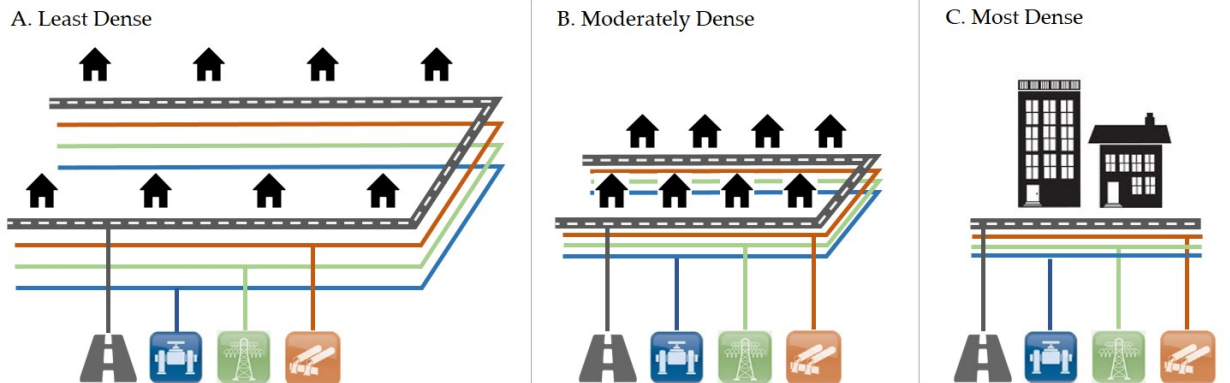 A. Least Dense
B. Moderately Dense
C. Most Dense